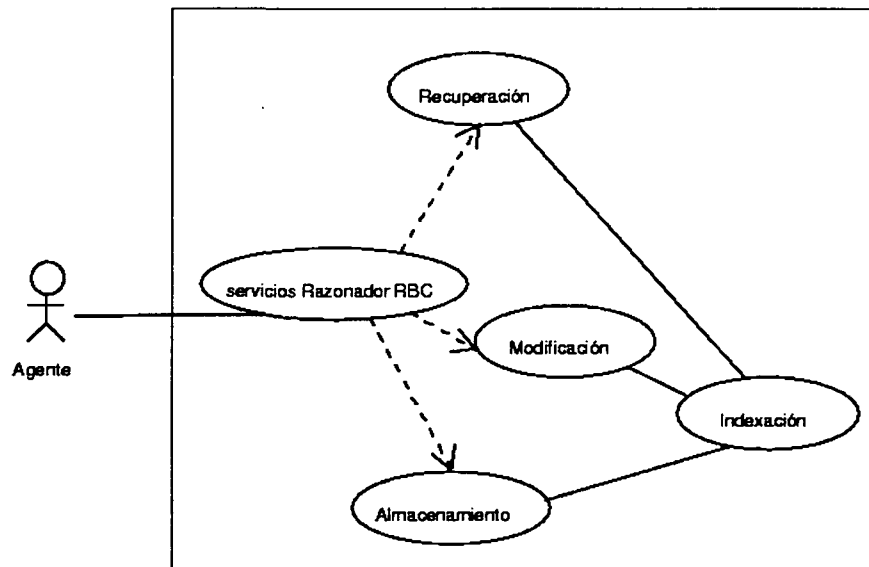 Recuperación
servicios Razonador RBC
Modificación
Agente
Indexación
Almacenamiento